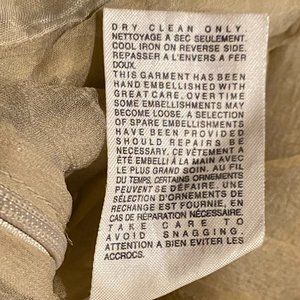 DRY CLEAN ONLY
NETTOYAGE A SEC SEULEMENT.
COOL IRON ON REVERSE SIDE.
REPASSER A L'ENVERS A FER
DOUX.
THIS GARMENT HAS BEEN
HAND EMBELLISHED WITH
GREAT CARE, OVER TIME
SOME EMBELLISHMENTS MAY
BECOME LOOSE. A SELECTION
OF SPARE EMBELLISHMENTS
HAVE BEEN PROVIDED
SHOULD REPAIRS BE
NECESSARY. CE VÊTEMENT A
ÉTÉ EMBELLI À LA MAIN AVEC
LE PLUS GRAND SOIN. AU FIL
DU TEMPS, CERTAINS ORNEMENTS
PEUVENT SE DÉFAIRE, UNE
SÉLECTION D'ORNEMENTS DE
RECHANGE EST FOURNIE, EN
CAS DE RÉPARATION NÉCESSAIRE.
TAKE CARE TO
AVOID SNAGGING.
ATTENTION A BIEN EVITER LES
ACCROCS.